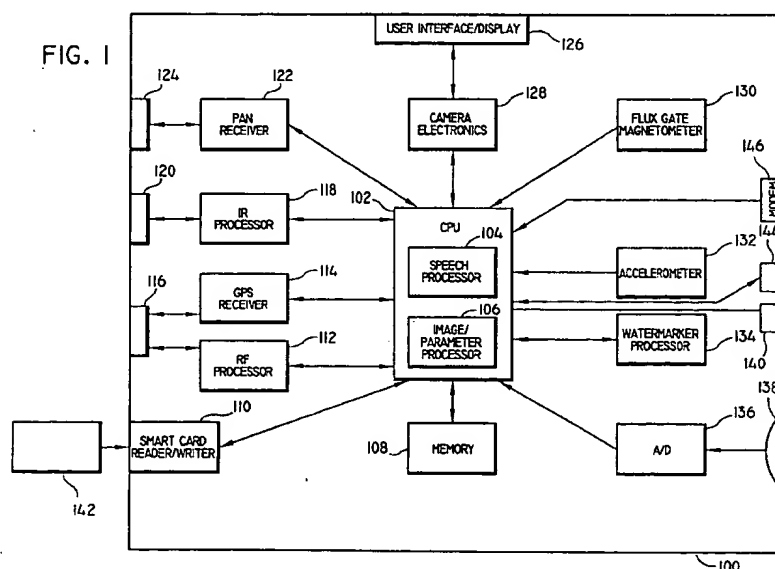 FIG. 1
USER INTERFACE/DISPLAY
126
124
122
PAN
RECEIVER
128
CAMERA
ELECTRONICS
130
FLUX GATE
MAGNETOMETER
146
MODEM
120
118
IR
PROCESSOR
102
CPU
104
SPEECH
PROCESSOR
132
ACCELEROMETER
144
116
114
GPS
RECEIVER
106
IMAGE/
PARAMETER
PROCESSOR
112
RF
PROCESSOR
WATERMARKER
PROCESSOR
134
140
110
SMART CARD
READER/WRITER
142
108
MEMORY
136
A/D
138
100